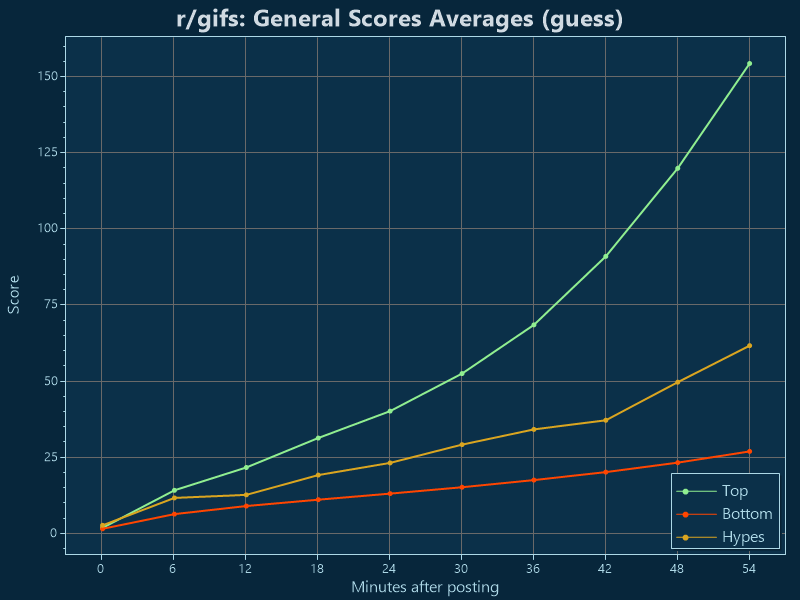 r/gifs: General Scores Averages (guess)
150
125
100
75
50
25
0
Score
0 6 12 18 24 30 36 42 48 54
Minutes after posting
Top
Bottom
Hypes